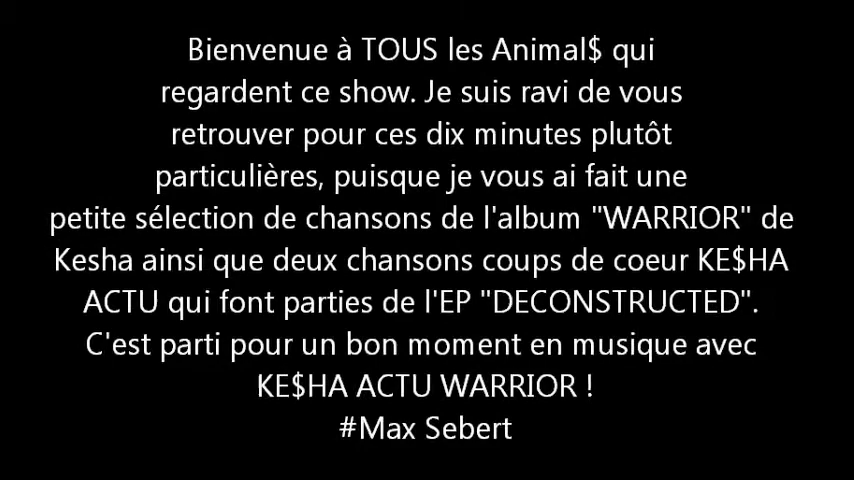 Bienvenue à TOUS les Animal$ qui
regardent ce show. Je suis ravi de vous
retrouver pour ces dix minutes plutôt
particulières, puisque je vous ai fait une
petite sélection de chansons de l'album "WARRIOR" de
Kesha ainsi que deux chansons coups de coeur KE$HA
ACTU qui font parties de l'EP "DECONSTRUCTED".
C'est parti pour un bon moment en musique avec
KE$HA ACTU WARRIOR !
#Max Sebert